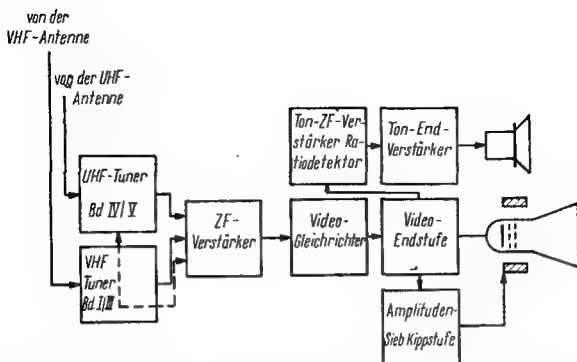 von der
VHF-Antenne
von der UHF-
Antenne
UHF-Tuner
Bd IV/V
VHF
Tuner
Bd I/III
ZF-
Verstärker
Video-
Gleichrichter
Ton-ZF-Ver-
stärker Ra-
tiodetektor
Ton-End-
Verstärker
Video-
Endstufe
Amplituden-
Sieb Kippstufe